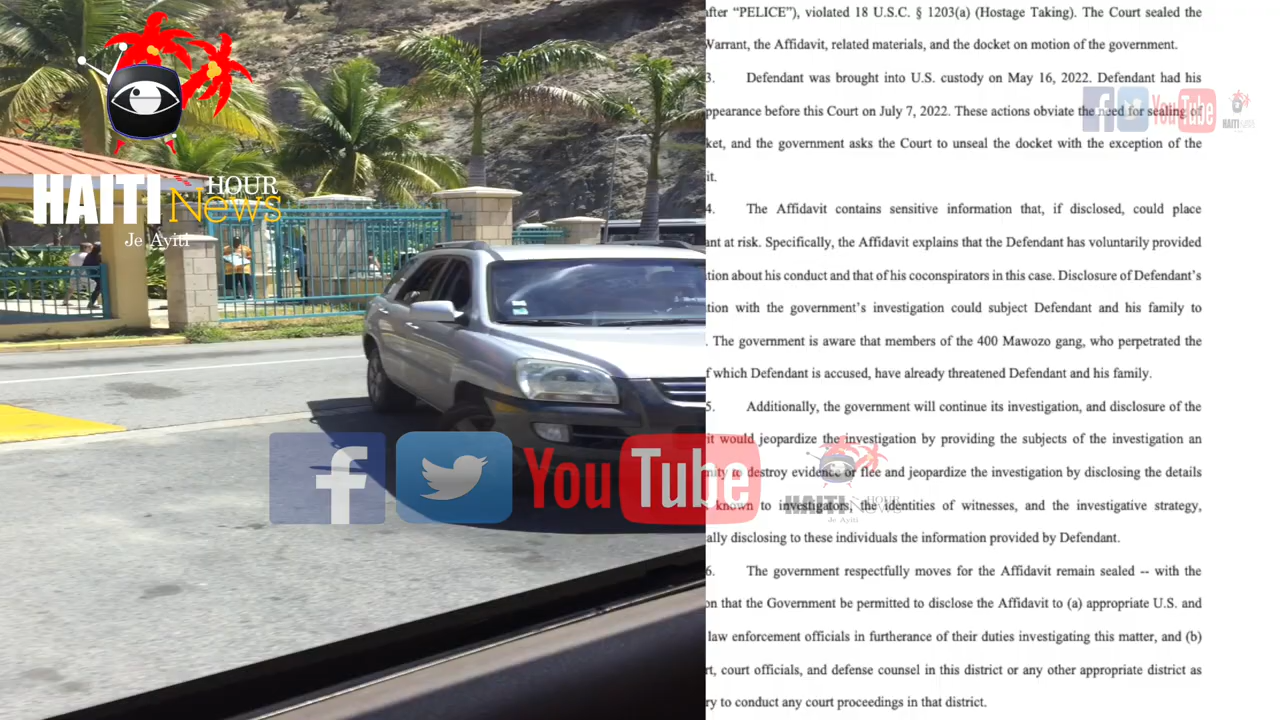 HAITI
HOUR
News
Je Ayiti
f
You Tube
after “PELICE”), violated 18 U.S.C. § 1203(a) (Hostage Taking). The Court sealed the
Warrant, the Affidavit, related materials, and the docket on motion of the government.
3. Defendant was brought into U.S. custody on May 16, 2022. Defendant had his
ppearance before this Court on July 7, 2022. These actions obviate the need for sealing of
ket, and the government asks the Court to unseal the docket with the exception of the
it.
4. The Affidavit contains sensitive information that, if disclosed, could place
ant at risk. Specifically, the Affidavit explains that the Defendant has voluntarily provided
tion about his conduct and that of his coconspirators in this case. Disclosure of Defendant’s
tion with the government’s investigation could subject Defendant and his family to
. The government is aware that members of the 400 Mawozo gang, who perpetrated the
f which Defendant is accused, have already threatened Defendant and his family.
5. Additionally, the government will continue its investigation, and disclosure of the
it would jeopardize the investigation by providing the subjects of the investigation an
nity to destroy evidence or flee and jeopardize the investigation by disclosing the details
known to investigators, the identities of witnesses, and the investigative strategy,
ally disclosing to these individuals the information provided by Defendant.
6. The government respectfully moves for the Affidavit remain sealed -- with the
on that the Government be permitted to disclose the Affidavit to (a) appropriate U.S. and
law enforcement officials in furtherance of their duties investigating this matter, and (b)
rt, court officials, and defense counsel in this district or any other appropriate district as
ry to conduct any court proceedings in that district.
f
You Tube
HAITI
HOUR
News
Je Ayiti